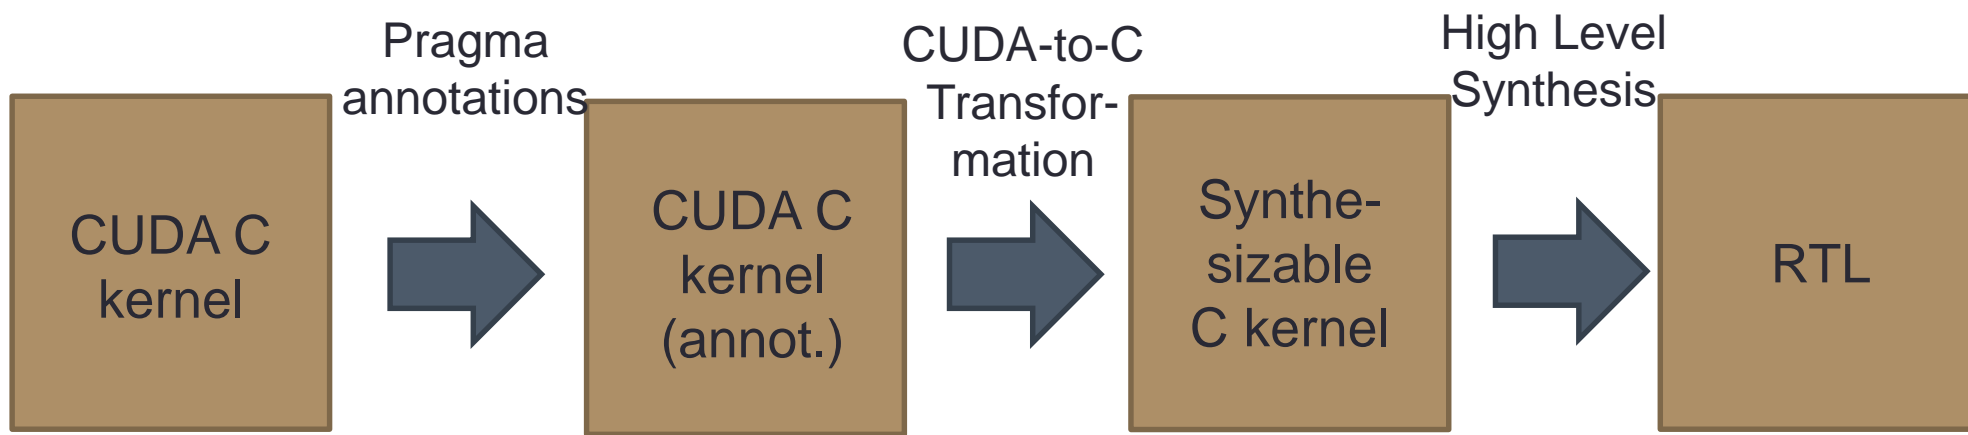 Pragma
annotations
CUDA-to-C
Transfor-
mation
High Level
Synthesis
CUDA C
kernel
CUDA C
kernel
(annot.)
Synthe-
sizable
C kernel
RTL